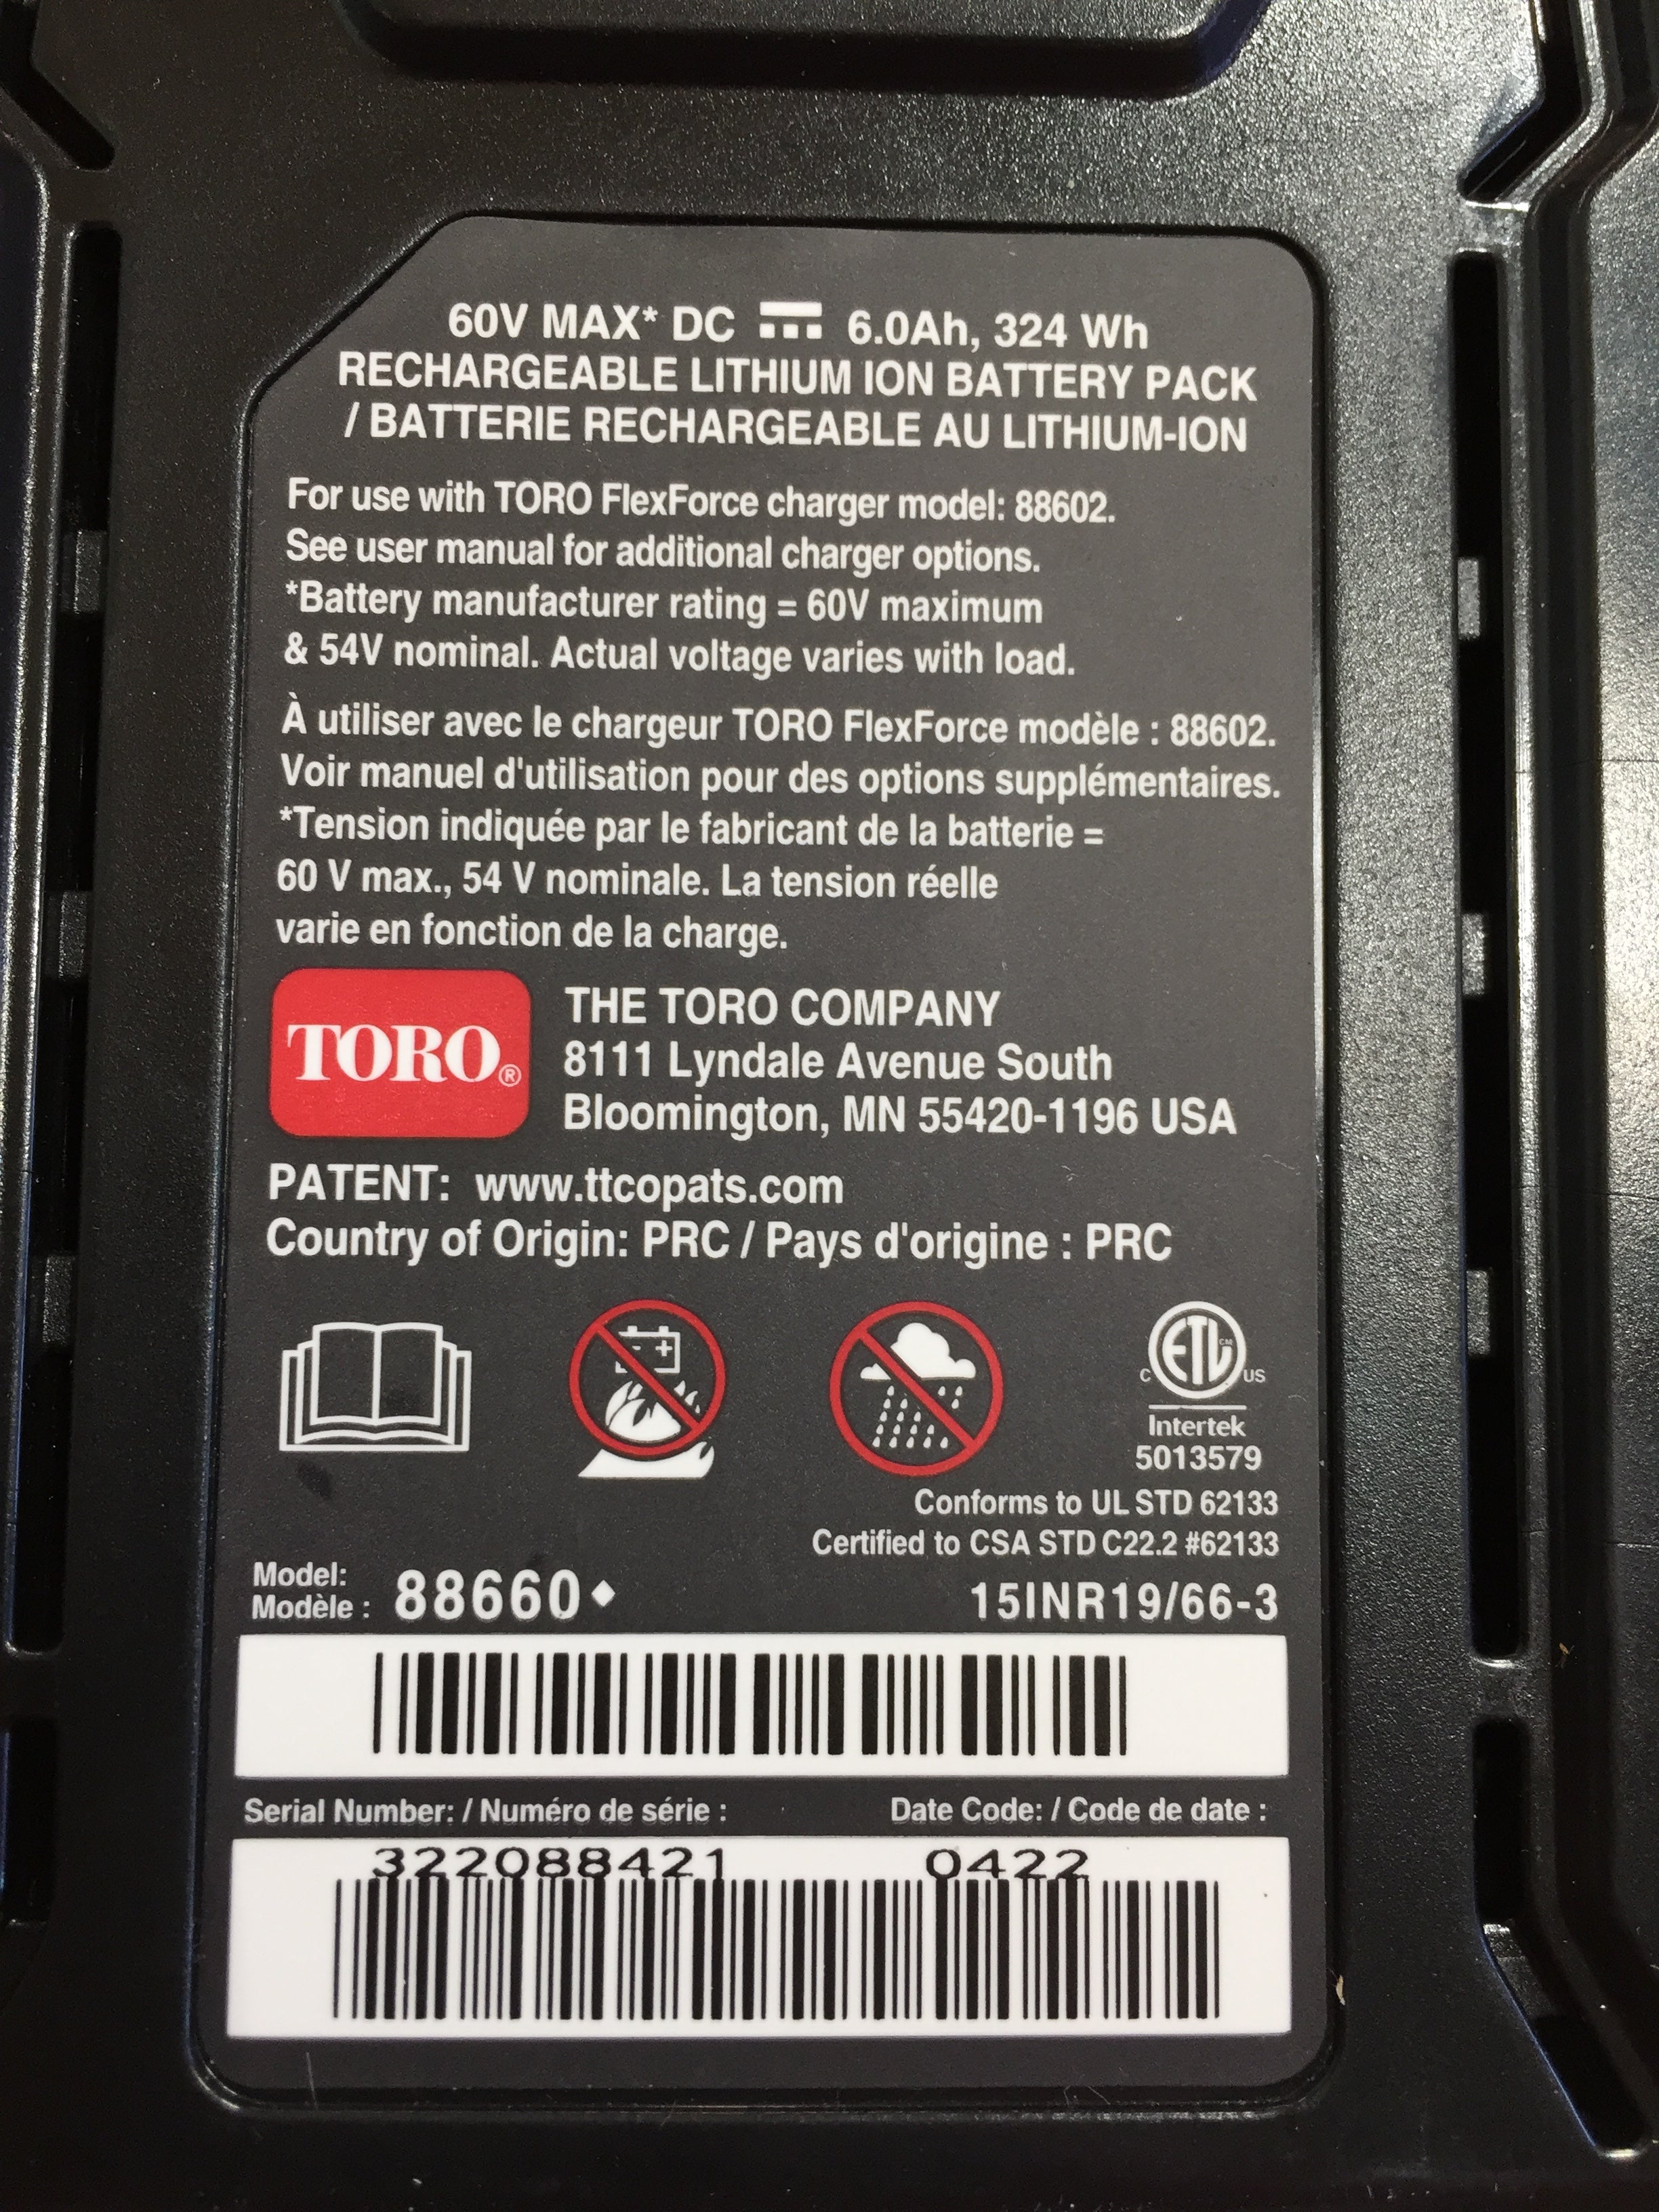 60V MAX* DC ⎓ 6.0Ah, 324 Wh
RECHARGEABLE LITHIUM ION BATTERY PACK
/ BATTERIE RECHARGEABLE AU LITHIUM-ION
For use with TORO FlexForce charger model: 88602.
See user manual for additional charger options.
*Battery manufacturer rating = 60V maximum
& 54V nominal. Actual voltage varies with load.
À utiliser avec le chargeur TORO FlexForce modèle : 88602.
Voir manuel d'utilisation pour des options supplémentaires.
*Tension indiquée par le fabricant de la batterie =
60 V max., 54 V nominale. La tension réelle
varie en fonction de la charge.
TORO®
THE TORO COMPANY
8111 Lyndale Avenue South
Bloomington, MN 55420-1196 USA
PATENT: www.ttcopats.com
Country of Origin: PRC / Pays d'origine : PRC
C ETL CM US
Intertek
5013579
Conforms to UL STD 62133
Certified to CSA STD C22.2 #62133
Model:
Modèle : 88660◆ 15INR19/66-3
Serial Number: / Numéro de série : Date Code: / Code de date :
322088421 0422